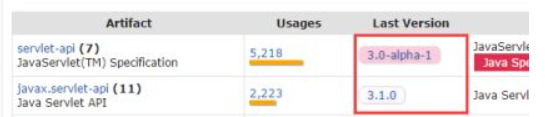 Artifact Usages Last Version
servlet-api (7) 5,218 3.0-alpha-1 JavaServle
JavaServlet(TM) Specification Java Spe
javax.servlet-api (11) 2,223 3.1.0 Java Servl
Java Servlet API